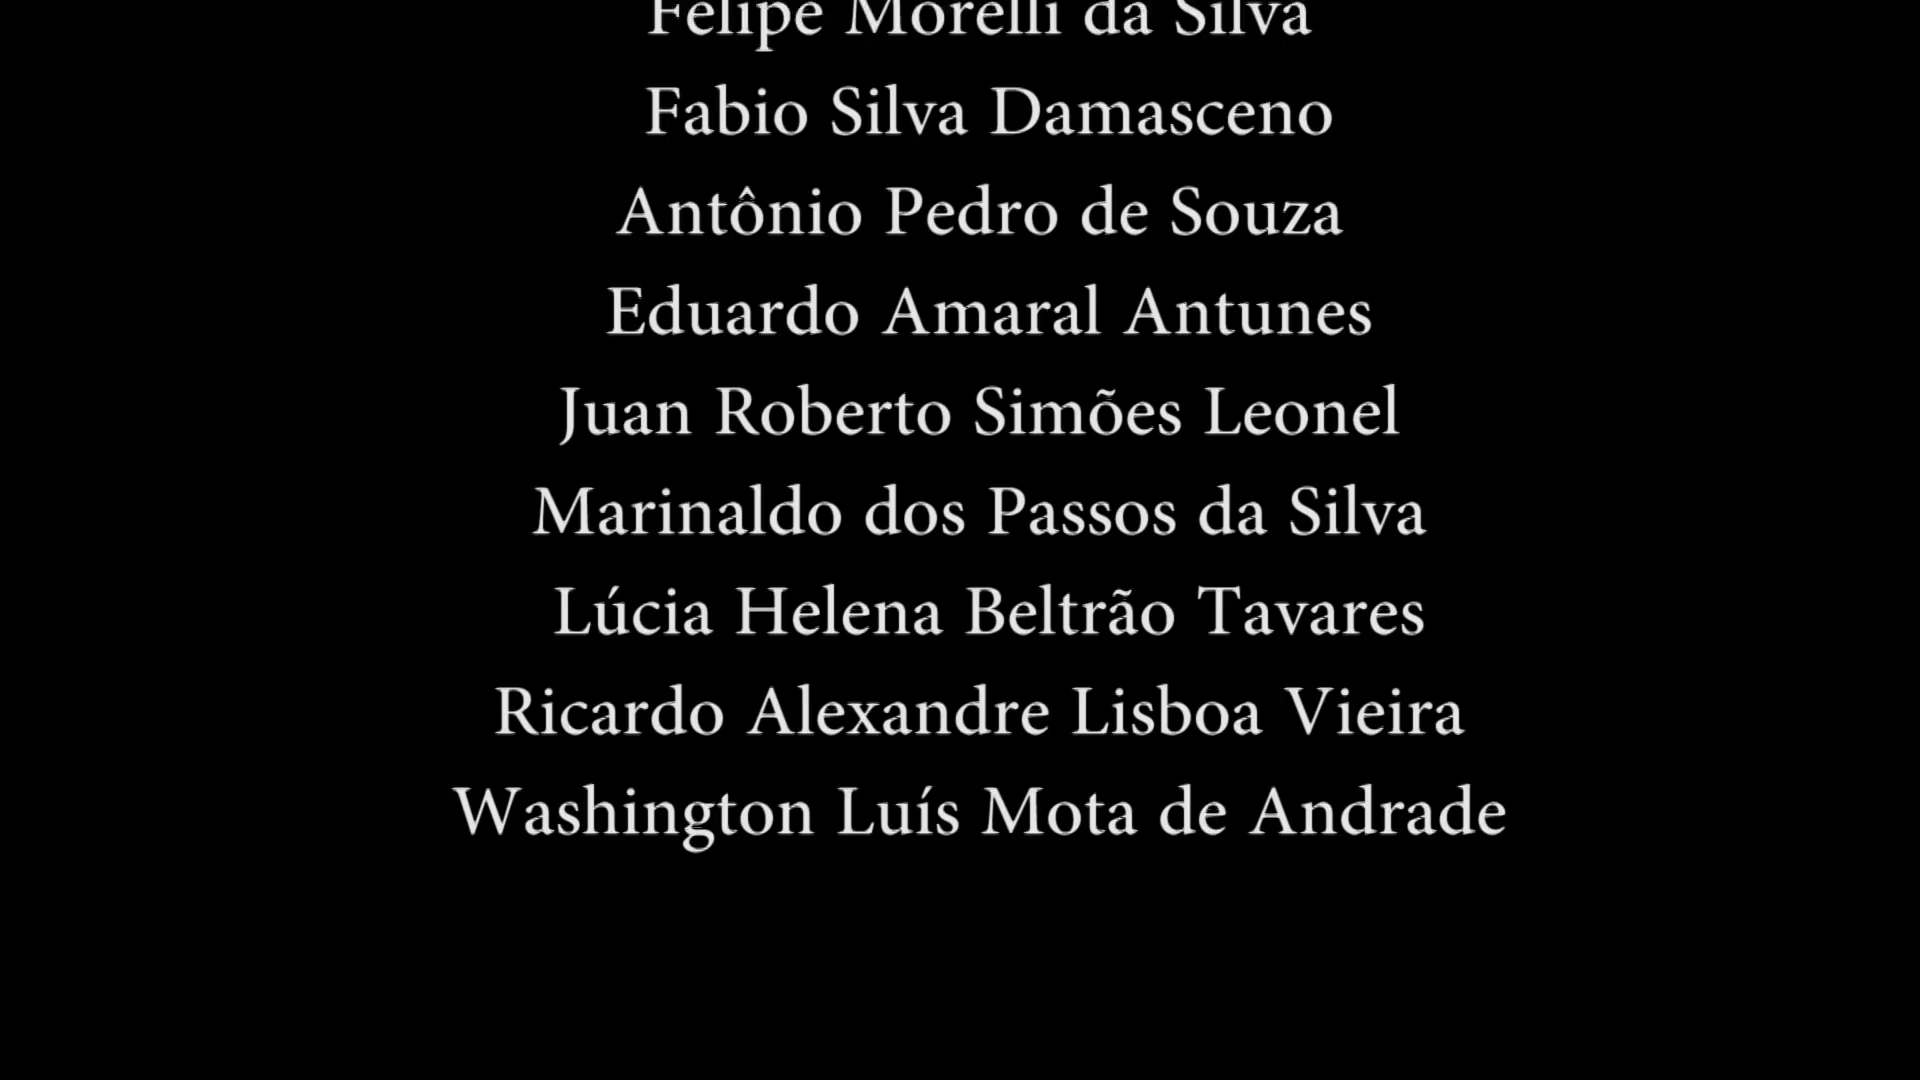 Felipe Morelli da Silva
Fabio Silva Damasceno
Antônio Pedro de Souza
Eduardo Amaral Antunes
Juan Roberto Simões Leonel
Marinaldo dos Passos da Silva
Lúcia Helena Beltrão Tavares
Ricardo Alexandre Lisboa Vieira
Washington Luís Mota de Andrade